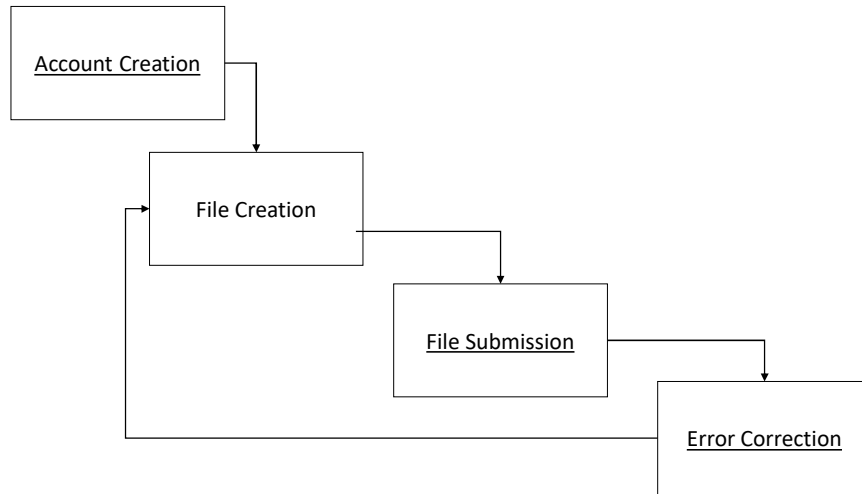 Account Creation
File Creation
File Submission
Error Correction